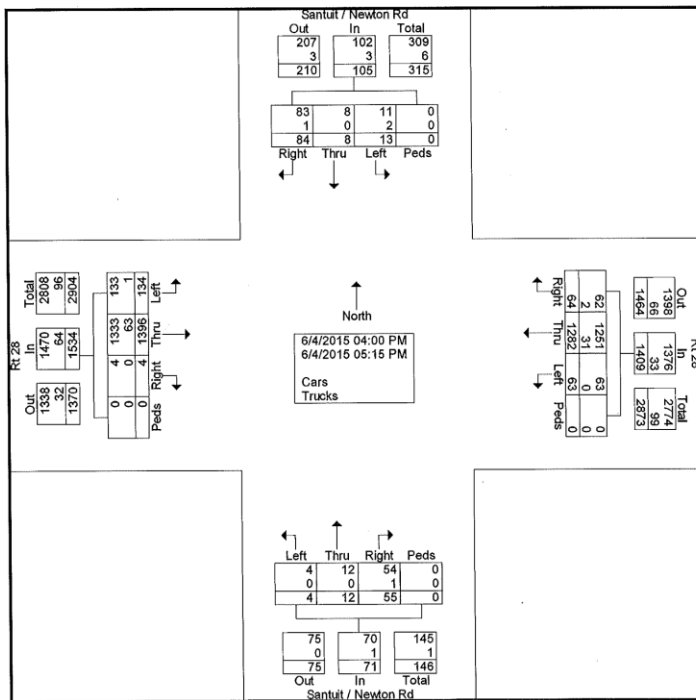 Santuit / Newton Rd
Out In Total
207 102 309
3 3 6
210 105 315
83 8 11 0
1 0 2 0
84 8 13 0
Right Thru Left Peds
Rt 28
Total In Out
2808 1470 1338
96 64 32
2904 1534 1370
133 1333 4 0
1 63 0 0
134 1396 4 0
Left Thru Right Peds
North
6/4/2015 04:00 PM
6/4/2015 05:15 PM
Cars
Trucks
Right Thru Left Peds
64 1282 63 0
2 31 0 0
62 1251 63 0
Out In Total
1398 1376 2774
66 33 99
1464 1409 2873
Rt 28
Left Thru Right Peds
4 12 54 0
0 0 1 0
4 12 55 0
75 70 145
0 1 1
75 71 146
Out In Total
Santuit / Newton Rd